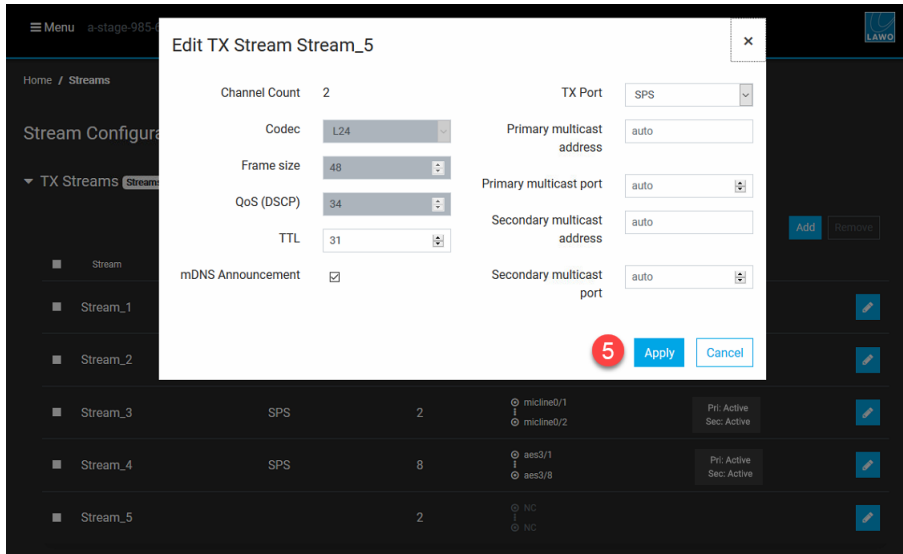 Menu a-stage-985-6
LAWO
Home / Streams
Stream Configura
TX Streams Stream
Add Remove
Stream
Stream_1
Stream_2
Stream_3 SPS 2 micline0/1 Pri: Active
micline0/2 Sec: Active
Stream_4 SPS 8 aes3/1 Pri: Active
aes3/8 Sec: Active
Stream_5 2 NC
NC
Edit TX Stream Stream_5 ×
Channel Count 2
Codec L24
Frame size 48
QoS (DSCP) 34
TTL 31
mDNS Announcement
TX Port SPS
Primary multicast auto
address
Primary multicast port auto
Secondary multicast auto
address
Secondary multicast auto
port
5 Apply Cancel